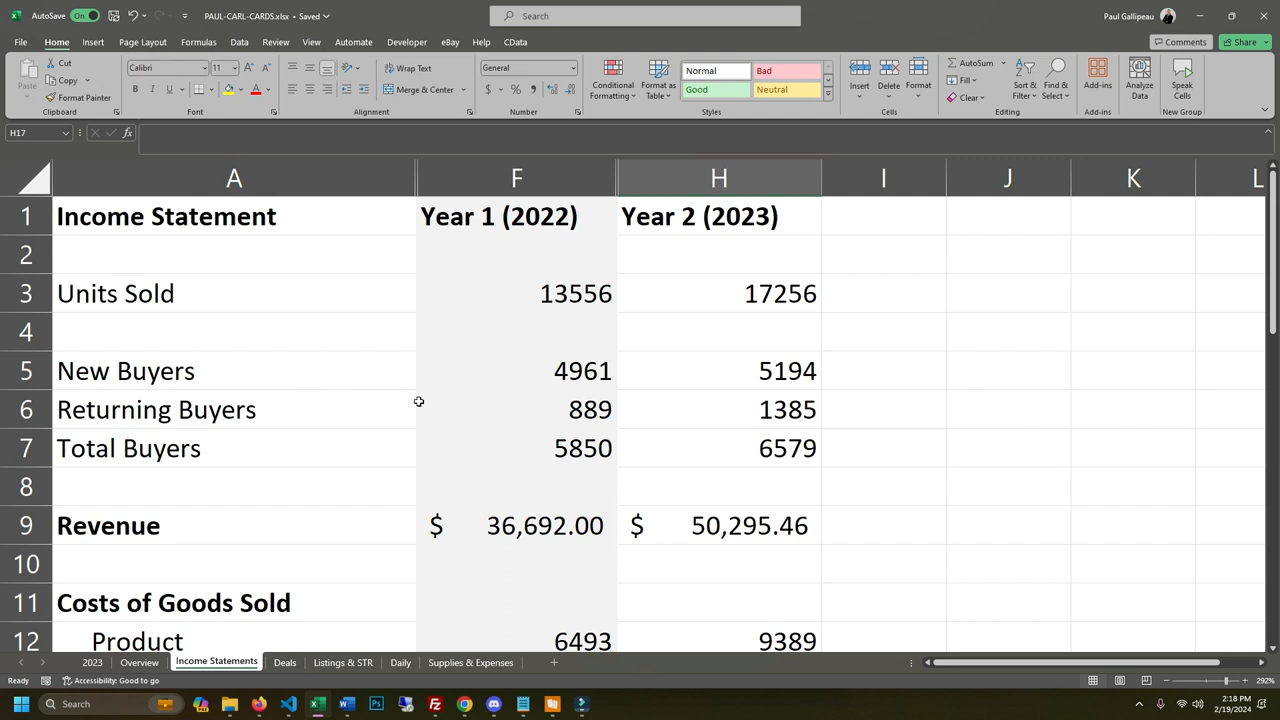 AutoSave On PAUL-CARL-CARDS.xlsx • Saved Search Paul Gallipeau
File Home Insert Page Layout Formulas Data Review View Automate Developer eBay Help CData Comments Share
Paste Cut Copy Format Painter Clipboard
Calibri 11 B I U A Font
Wrap Text Merge & Center Alignment
General $ % Number
Conditional Formatting Format as Table Normal Bad Good Neutral Styles
Insert Delete Format Cells
AutoSum Fill Clear Sort & Filter Find & Select Editing
Add-ins Add-ins
Analyze Data
Speak Cells New Group
H17 fx
A F H I J K L
1 Income Statement Year 1 (2022) Year 2 (2023)
2
3 Units Sold 13556 17256
4
5 New Buyers 4961 5194
6 Returning Buyers 889 1385
7 Total Buyers 5850 6579
8
9 Revenue $ 36,692.00 $ 50,295.46
10
11 Costs of Goods Sold
12 Product 6493 9389
2023 Overview Income Statements Deals Listings & STR Daily Supplies & Expenses
Ready Accessibility: Good to go 292%
Search 2:18 PM
2/19/2024